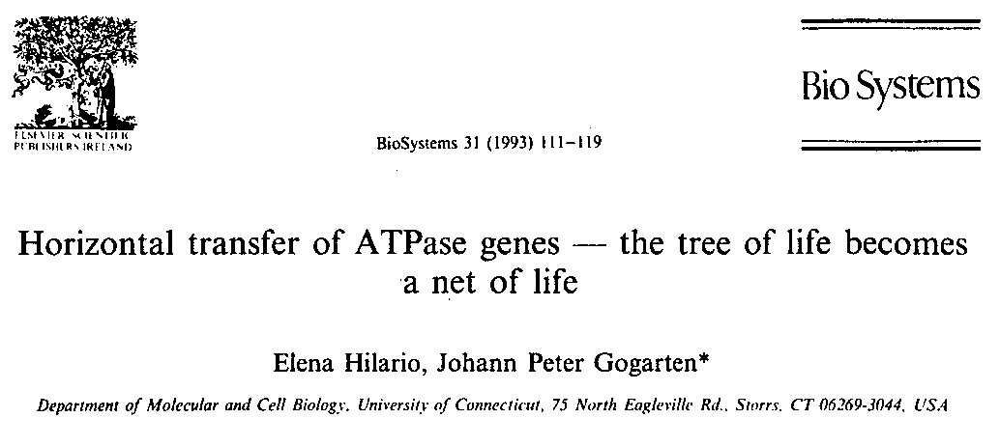 ELSEVIER SCIENTIFIC
PUBLISHERS IRELAND
Bio Systems
BioSystems 31 (1993) 111–119
Horizontal transfer of ATPase genes — the tree of life becomes
a net of life
Elena Hilario, Johann Peter Gogarten*
Department of Molecular and Cell Biology, University of Connecticut, 75 North Eagleville Rd., Storrs, CT 06269-3044, USA